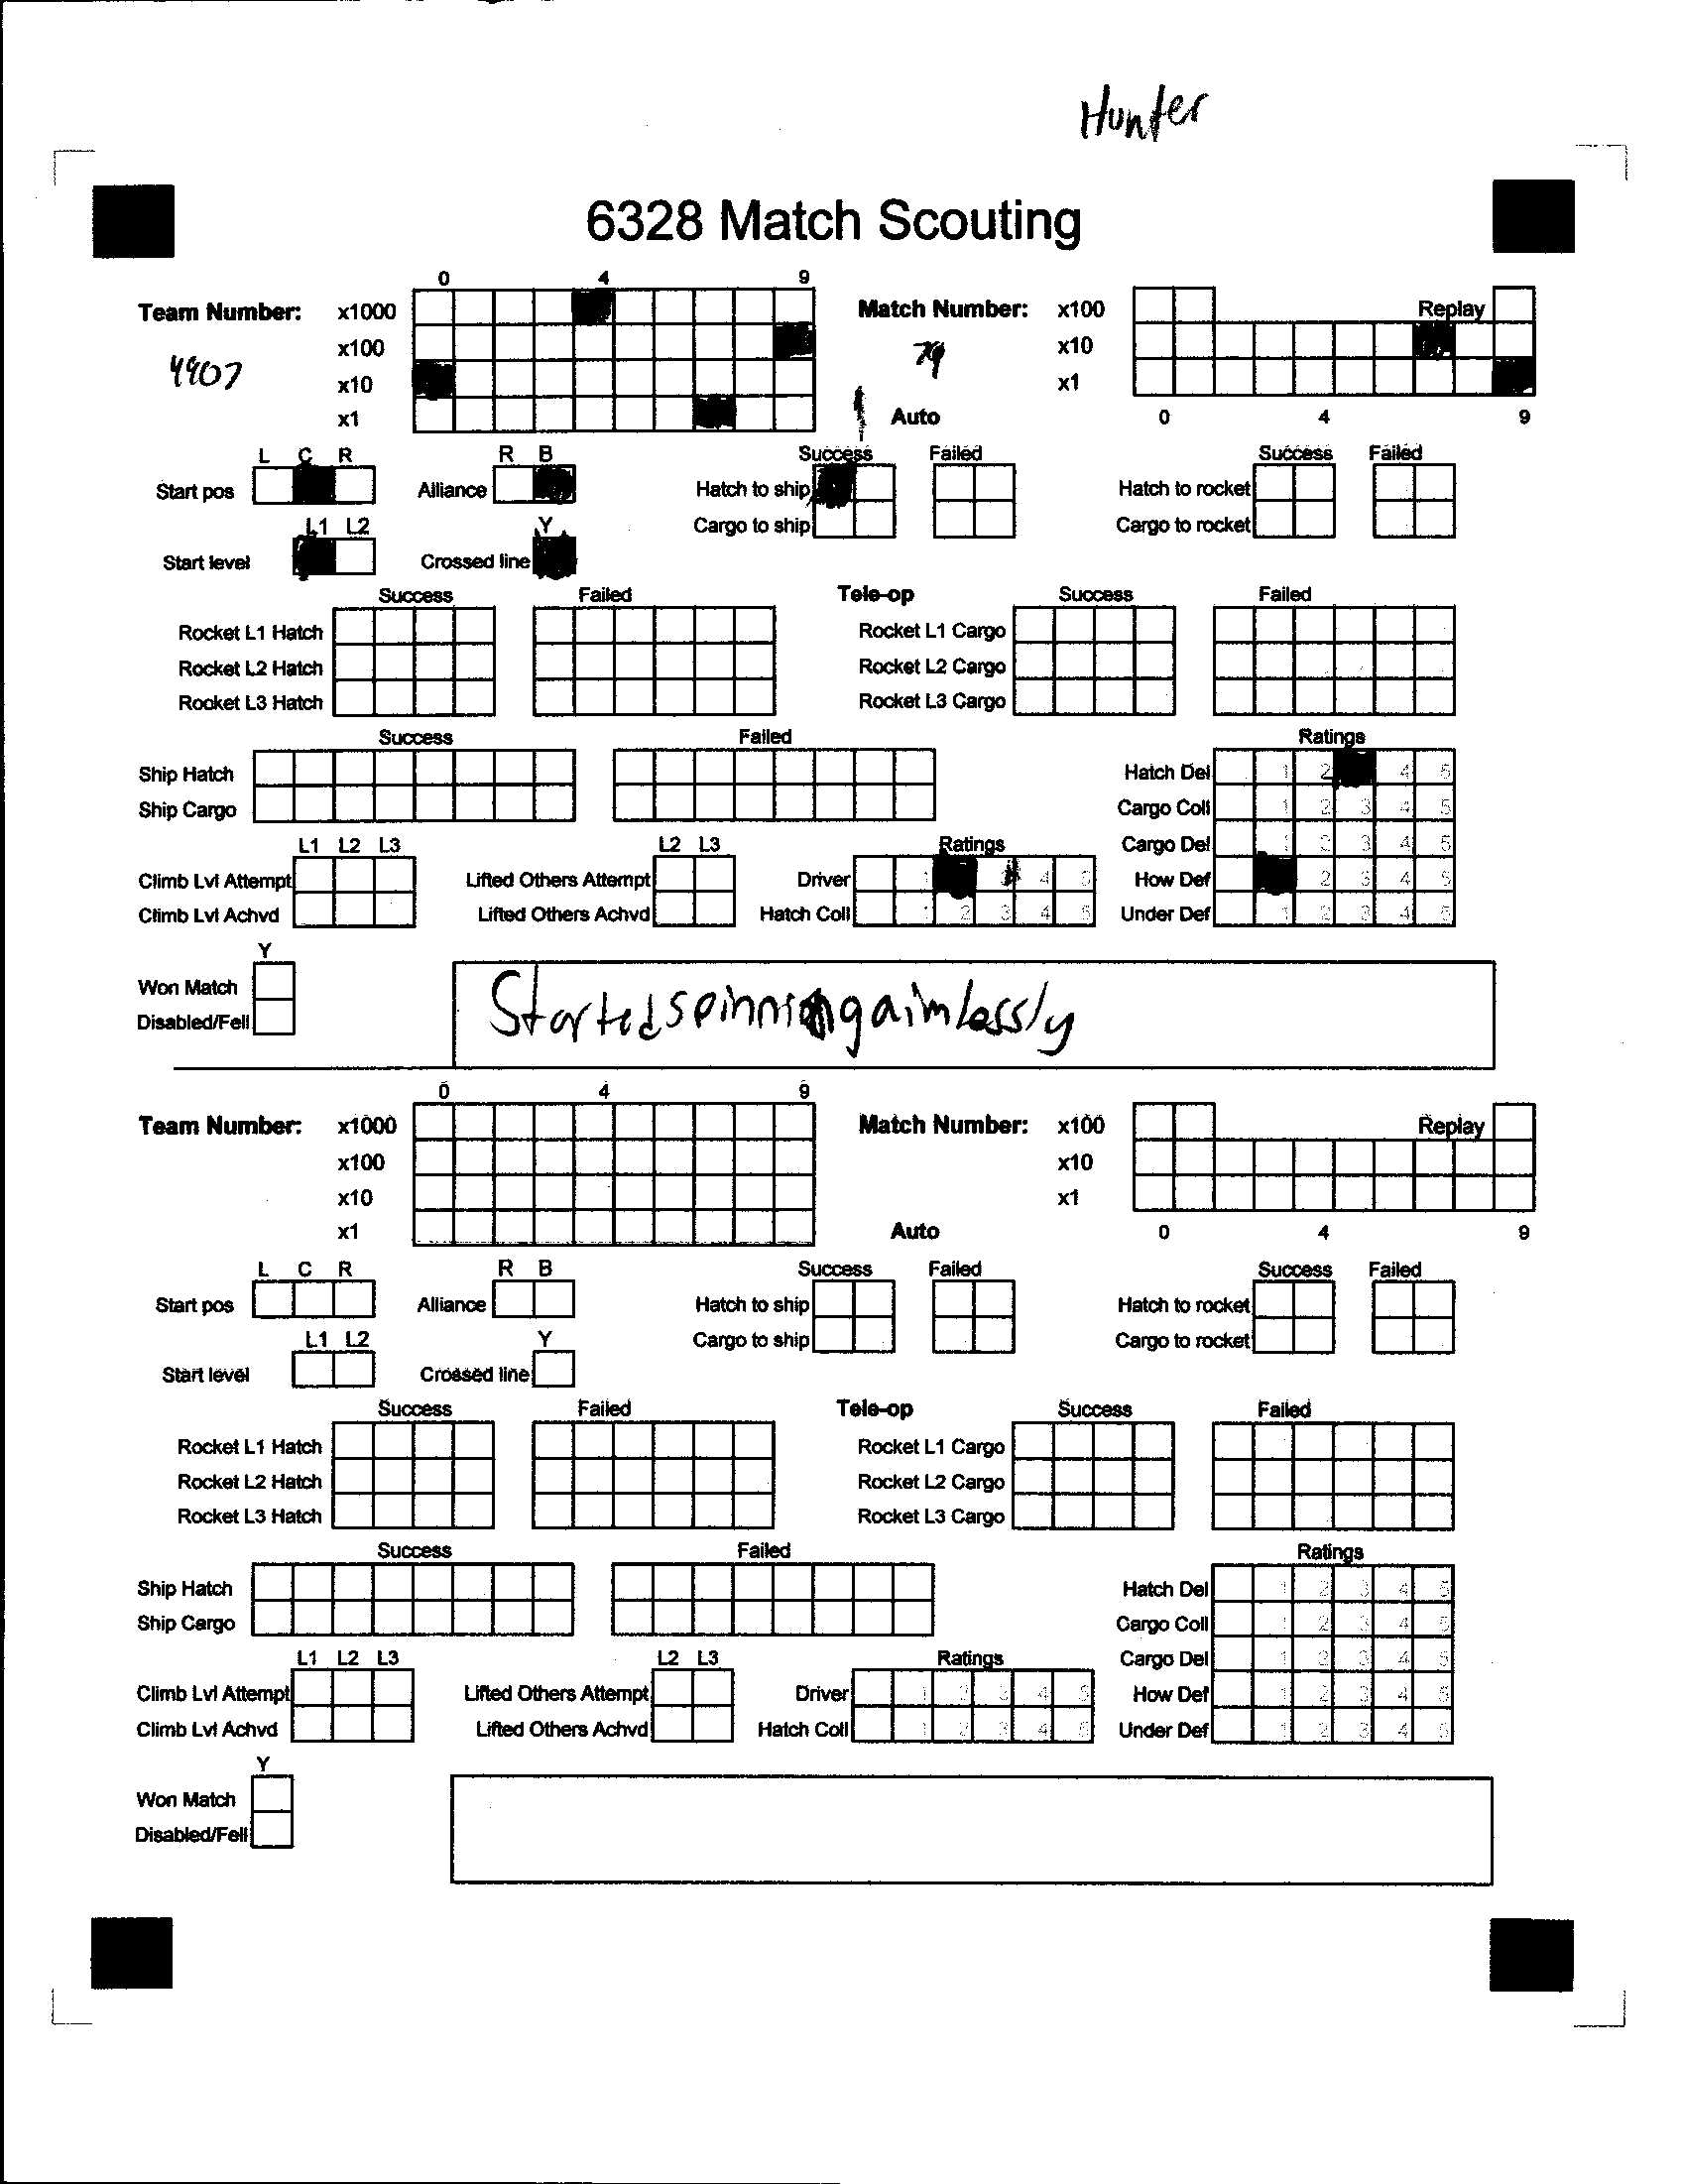 Hunter
6328 Match Scouting
0 4 9
Team Number: x1000 Match Number: x100 Replay
4907 x100 79 x10
x10 x1
x1 Auto 0 4 9
L C R R B Success Failed Success Failed
Start pos Alliance Hatch to ship Hatch to rocket
L1 L2 Y Cargo to ship Cargo to rocket
Start level Crossed line
Success Failed Tele-op Success Failed
Rocket L1 Hatch Rocket L1 Cargo
Rocket L2 Hatch Rocket L2 Cargo
Rocket L3 Hatch Rocket L3 Cargo
Success Failed Ratings
Ship Hatch Hatch Del 1 2 4 5
Ship Cargo Cargo Coll 1 2 3 4 5
L1 L2 L3 L2 L3 Ratings Cargo Del 1 2 3 4 5
Climb Lvl Attempt Lifted Others Attempt Driver 1 4 5 How Def 2 3 4 5
Climb Lvl Achvd Lifted Others Achvd Hatch Coll 1 2 3 4 5 Under Def 1 2 3 4 5
Y
Won Match
Disabled/Fell
Started spinning aimlessly
0 4 9
Team Number: x1000 Match Number: x100 Replay
x100 x10
x10 x1
x1 Auto 0 4 9
L C R R B Success Failed Success Failed
Start pos Alliance Hatch to ship Hatch to rocket
L1 L2 Y Cargo to ship Cargo to rocket
Start level Crossed line
Success Failed Tele-op Success Failed
Rocket L1 Hatch Rocket L1 Cargo
Rocket L2 Hatch Rocket L2 Cargo
Rocket L3 Hatch Rocket L3 Cargo
Success Failed Ratings
Ship Hatch Hatch Del 1 2 3 4 5
Ship Cargo Cargo Coll 1 2 3 4 5
L1 L2 L3 L2 L3 Ratings Cargo Del 1 2 3 4 5
Climb Lvl Attempt Lifted Others Attempt Driver 1 2 3 4 5 How Def 1 2 3 4 5
Climb Lvl Achvd Lifted Others Achvd Hatch Coll 1 2 3 4 5 Under Def 1 2 3 4 5
Y
Won Match
Disabled/Fell